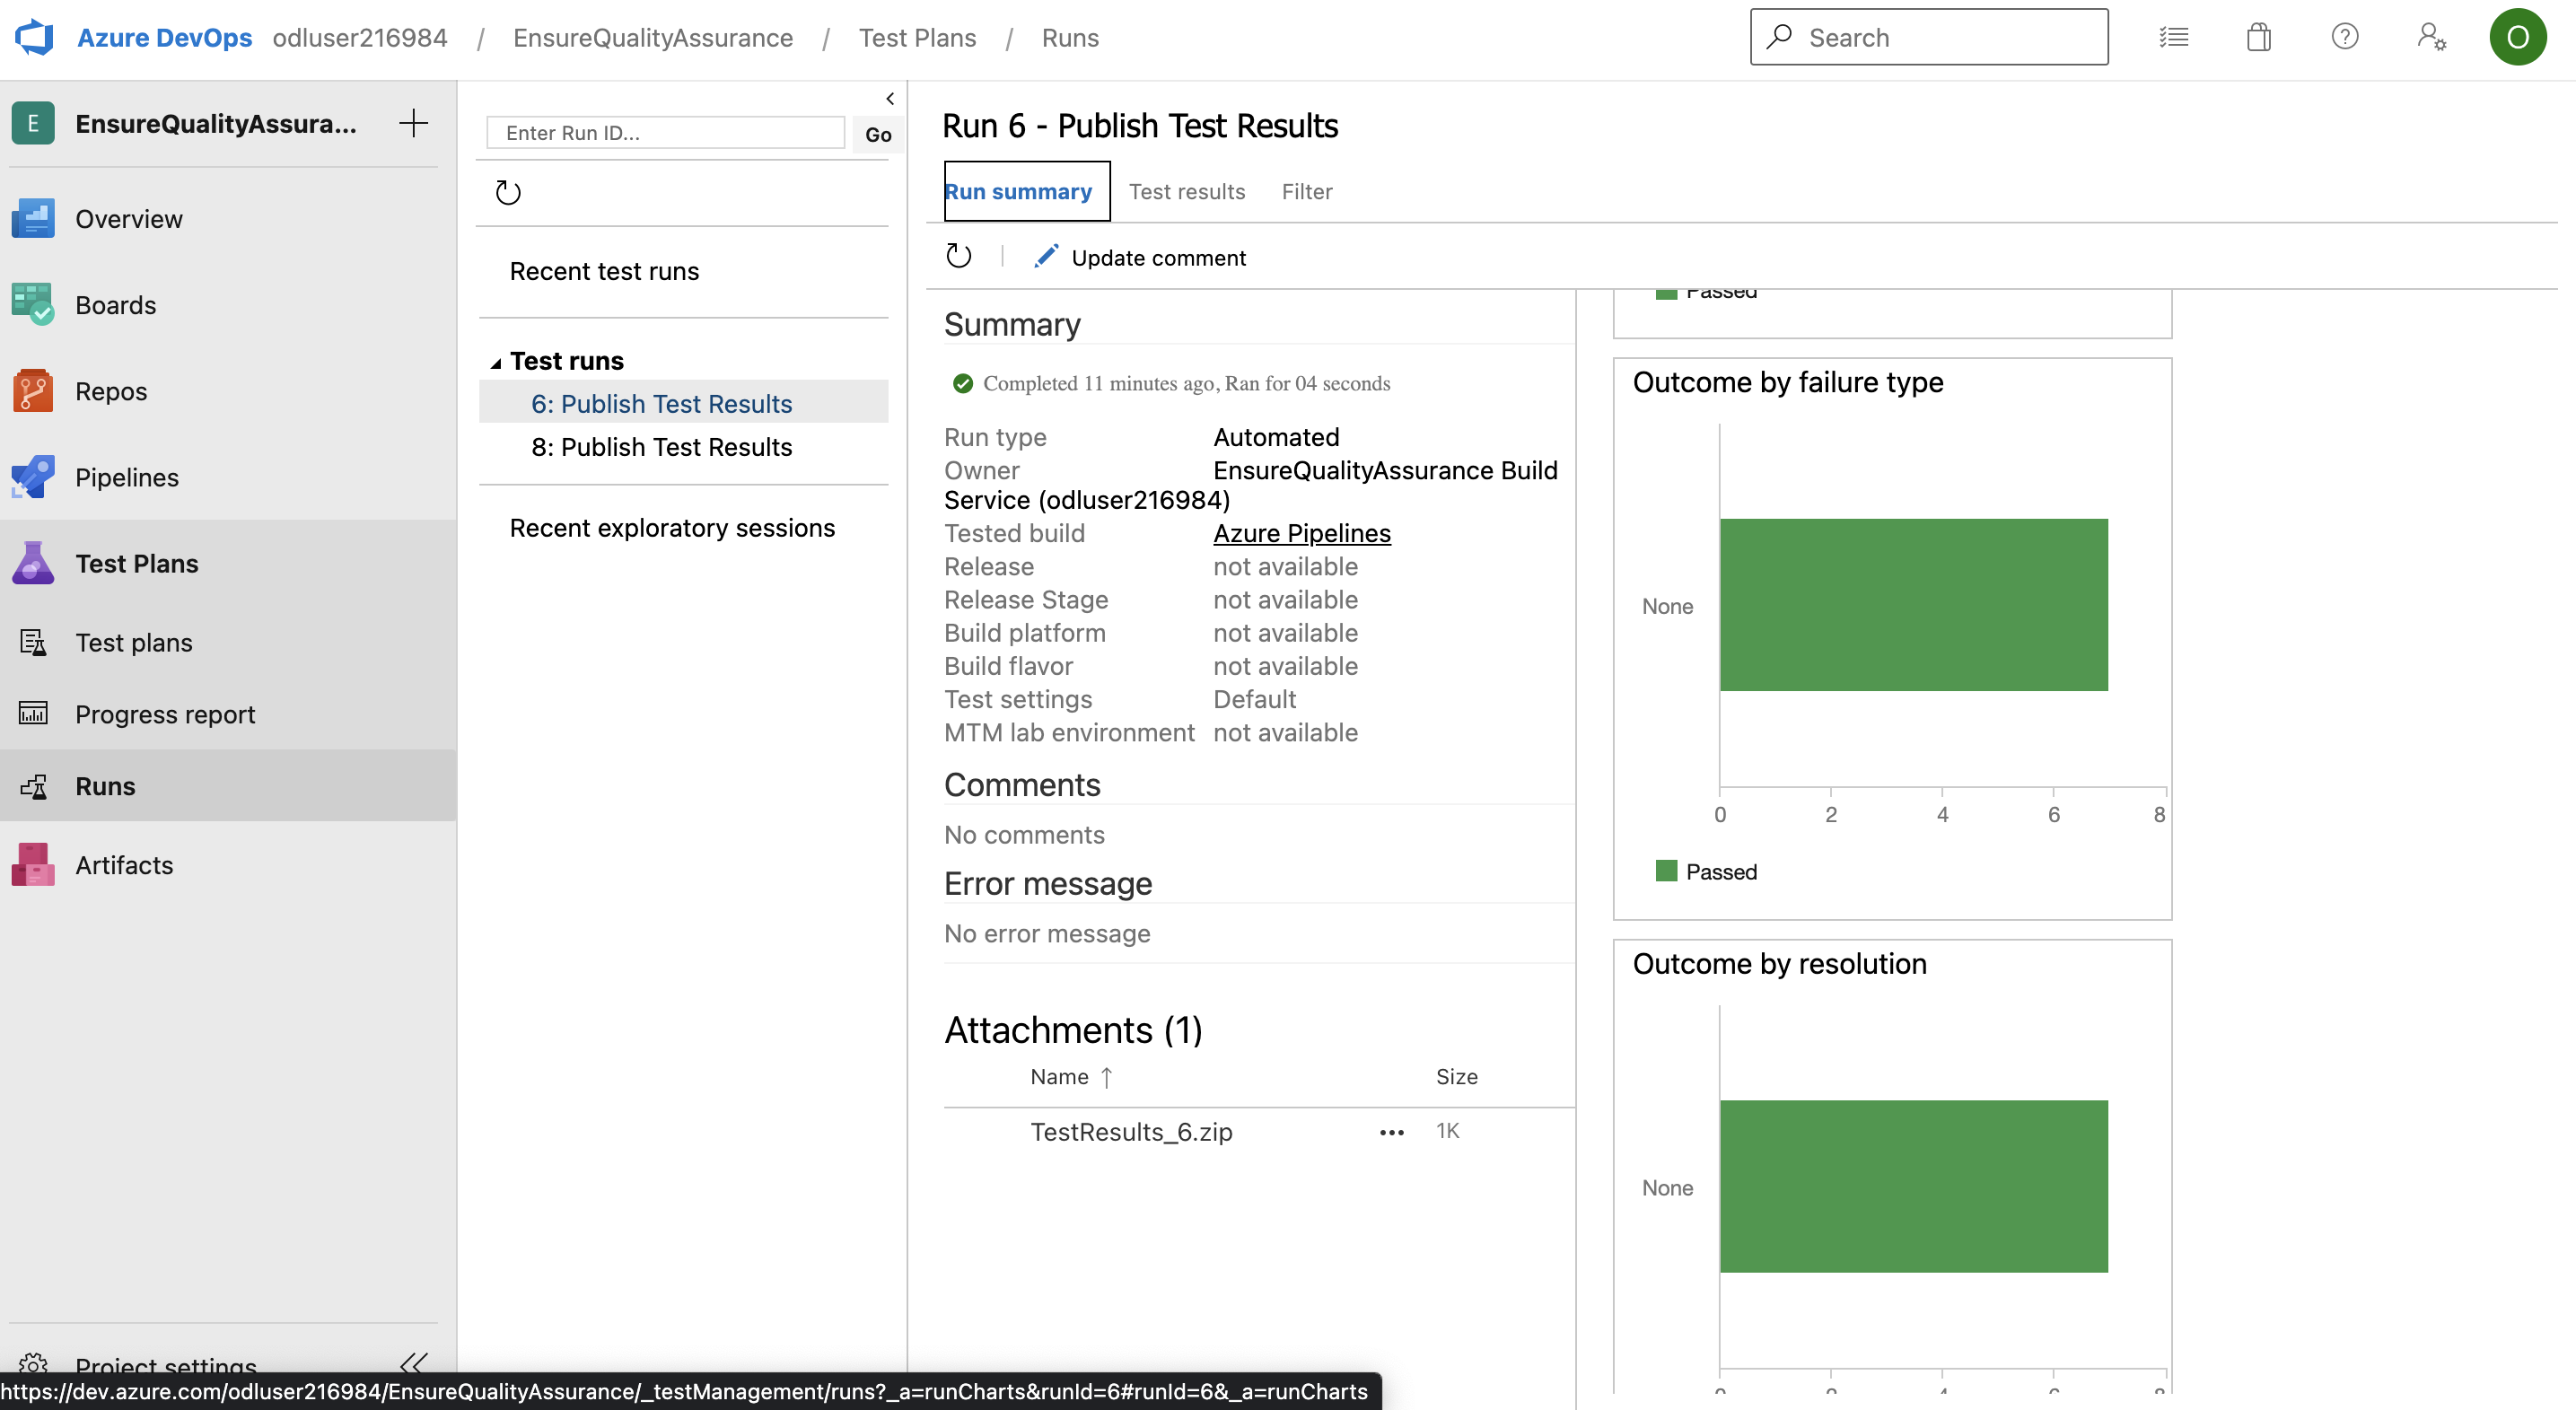 Azure DevOps odluser216984 / EnsureQualityAssurance / Test Plans / Runs
Search
O
E EnsureQualityAssura...
Overview
Boards
Repos
Pipelines
Test Plans
Test plans
Progress report
Runs
Artifacts
Project settings
Enter Run ID...
Go
Recent test runs
Test runs
6: Publish Test Results
8: Publish Test Results
Recent exploratory sessions
Run 6 - Publish Test Results
Run summary Test results Filter
Update comment
Summary
Completed 11 minutes ago, Ran for 04 seconds
Run type Automated
Owner EnsureQualityAssurance Build
Service (odluser216984)
Tested build Azure Pipelines
Release not available
Release Stage not available
Build platform not available
Build flavor not available
Test settings Default
MTM lab environment not available
Comments
No comments
Error message
No error message
Attachments (1)
Name ↑ Size
TestResults_6.zip ... 1K
Passed
Outcome by failure type
None
0 2 4 6 8
Passed
Outcome by resolution
None
0 2 4 6 8
https://dev.azure.com/odluser216984/EnsureQualityAssurance/_testManagement/runs?_a=runCharts&runId=6#runId=6&_a=runCharts